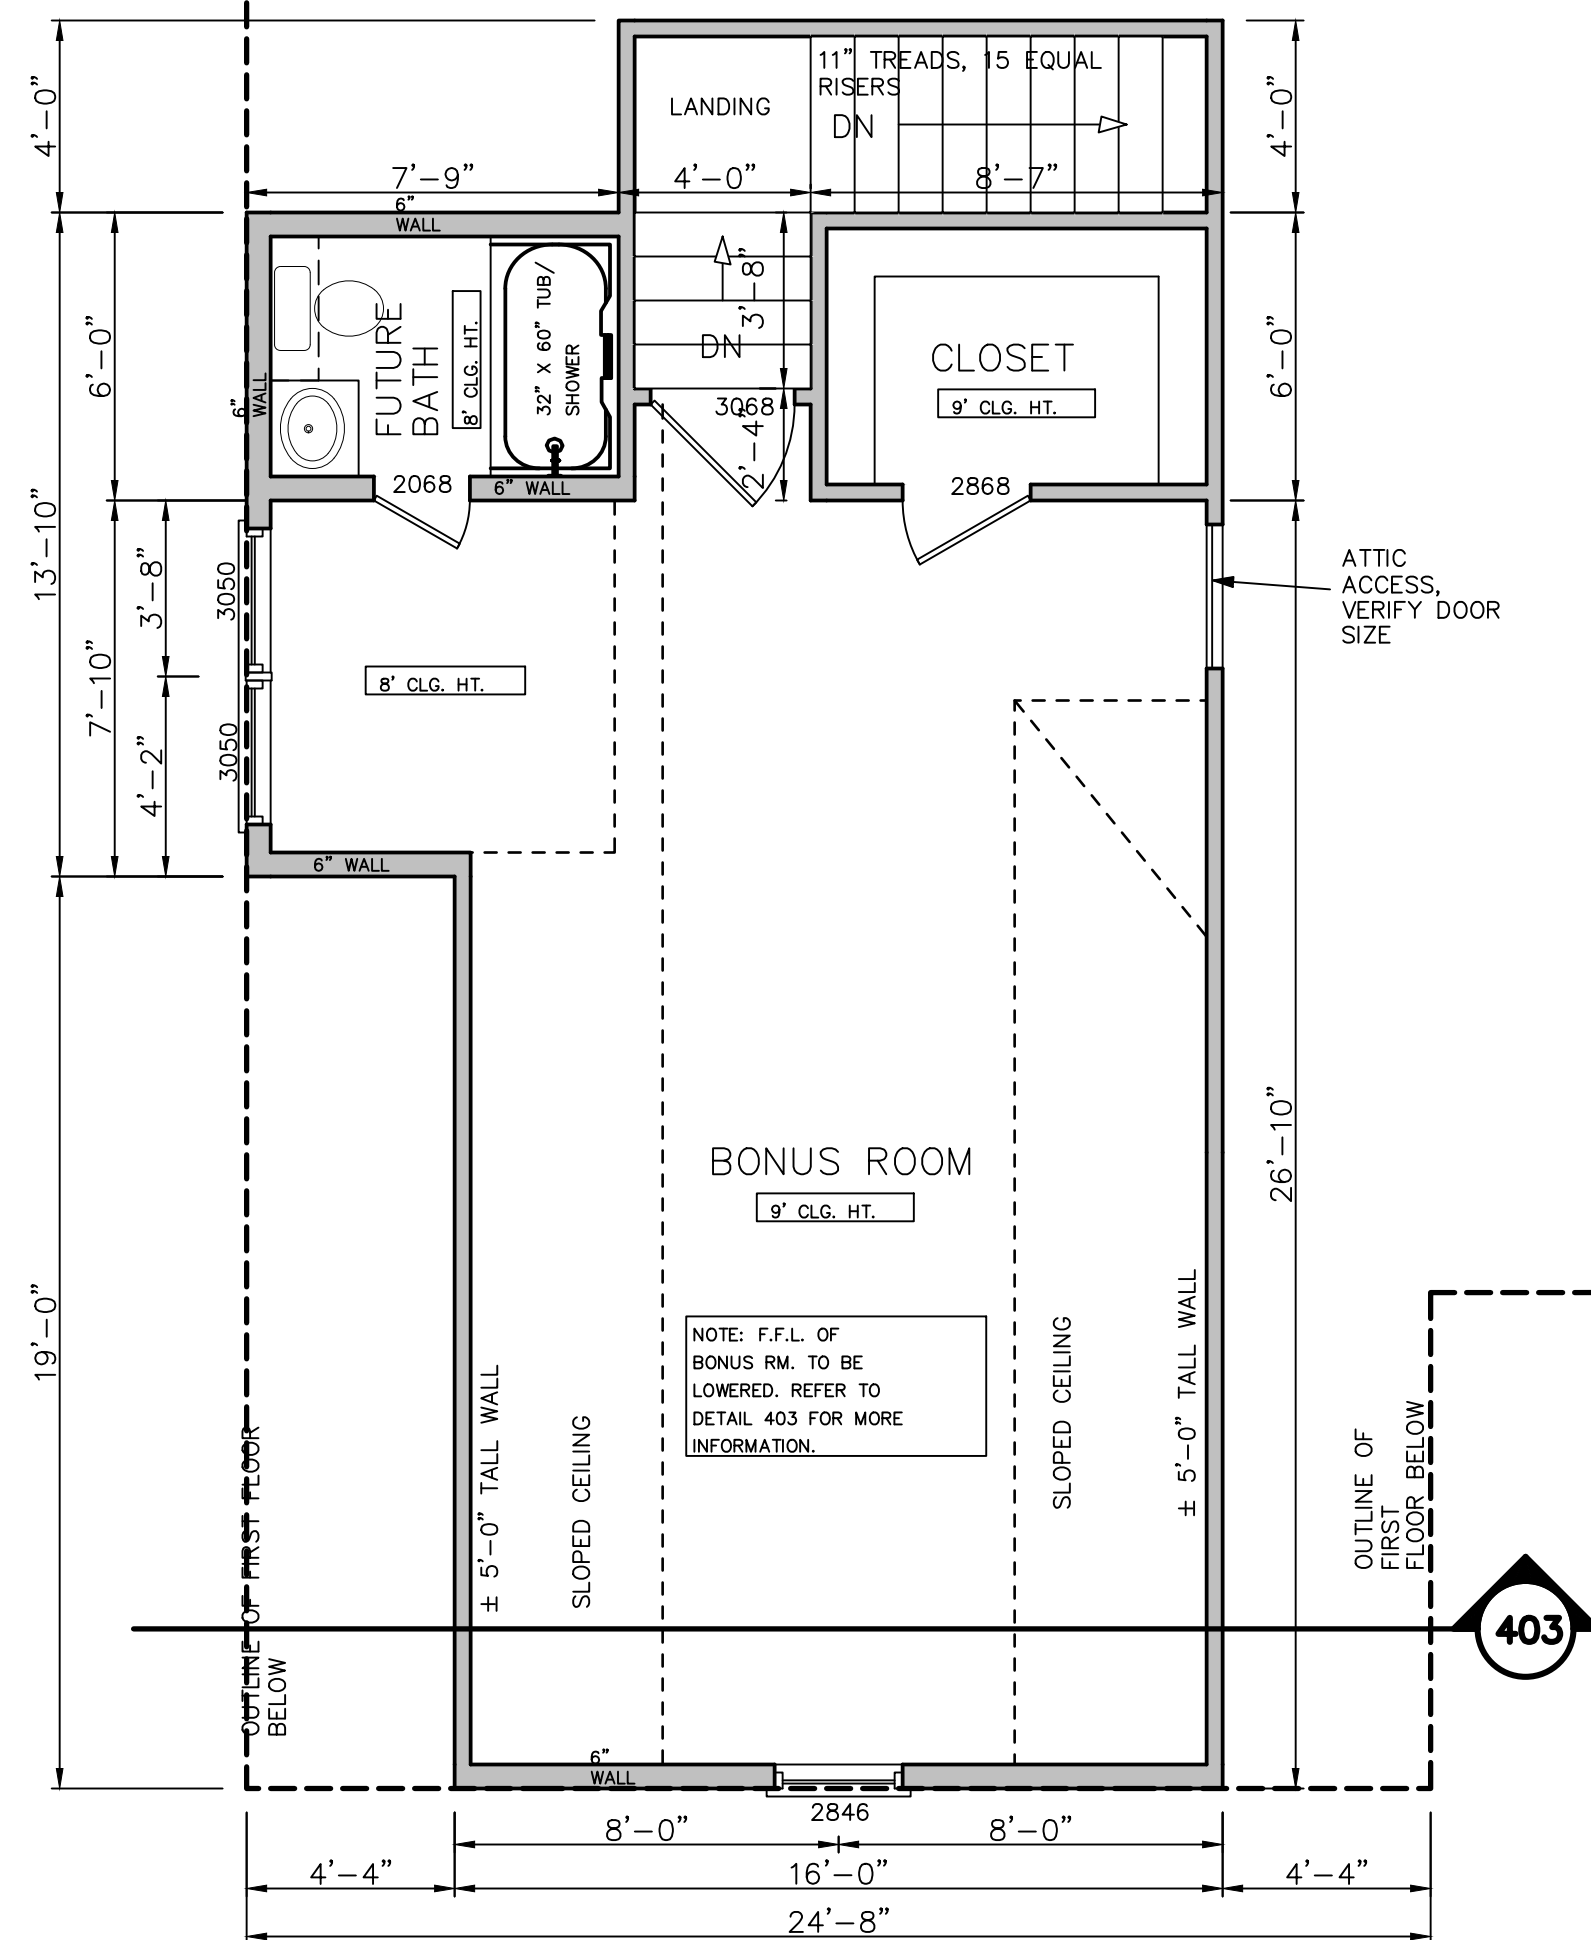 11” TREADS, 15 EQUAL
RISERS
LANDING
DN
4’–0”
4’–0”
7’–9”
4’–0”
8’–7”
6”
WALL
3’–8”
DN
32” X 60” TUB/
SHOWER
8’ CLG. HT.
FUTURE
BATH
6”
WALL
6’–0”
6’–0”
CLOSET
9’ CLG. HT.
3068
2’–4”
2068
6” WALL
2868
13’–10”
7’–10”
3’–8”
4’–2”
3050
3050
8’ CLG. HT.
ATTIC
ACCESS,
VERIFY DOOR
SIZE
6” WALL
26’–10”
19’–0”
BONUS ROOM
9’ CLG. HT.
NOTE: F.F.L. OF
BONUS RM. TO BE
LOWERED. REFER TO
DETAIL 403 FOR MORE
INFORMATION.
± 5’–0” TALL WALL
SLOPED CEILING
SLOPED CEILING
± 5’–0” TALL WALL
OUTLINE OF FIRST FLOOR
BELOW
OUTLINE OF
FIRST
FLOOR BELOW
403
6”
WALL
2846
8’–0”
8’–0”
4’–4”
16’–0”
4’–4”
24’–8”